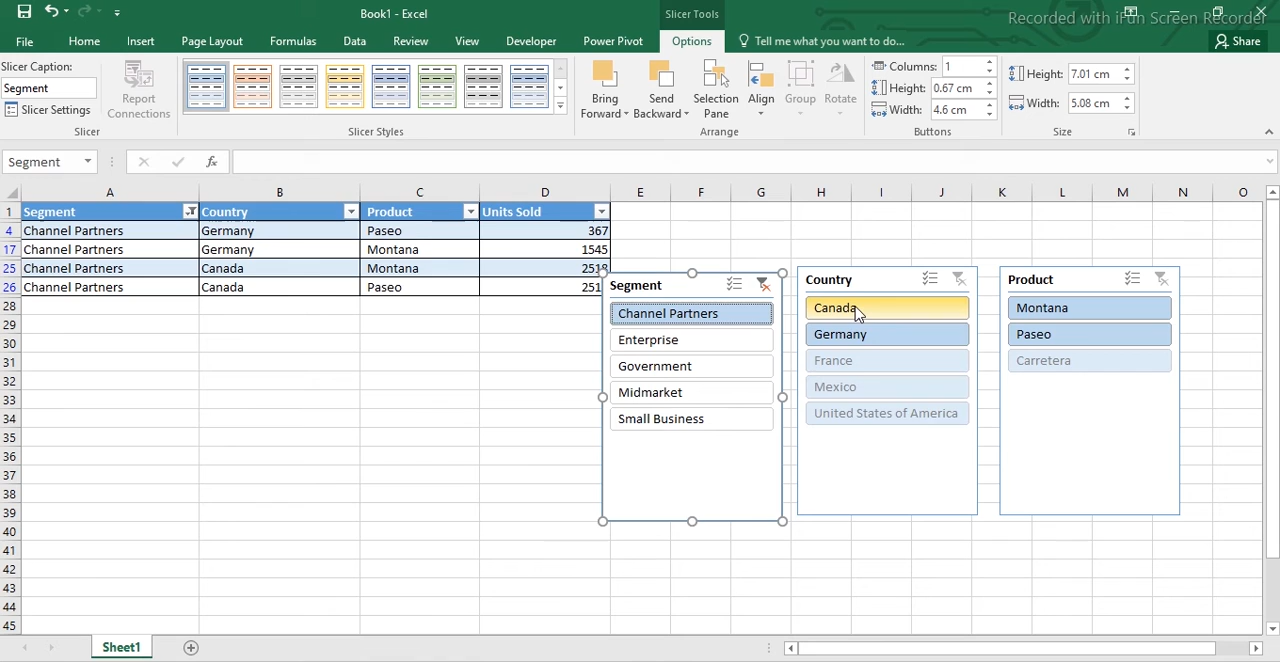 Book1 - Excel
Slicer Tools
Recorded with iFun Screen Recorder
File Home Insert Page Layout Formulas Data Review View Developer Power Pivot Options Tell me what you want to do... Share
Slicer Caption:
Segment
Slicer Settings
Report Connections
Slicer
Slicer Styles
Bring Forward
Send Backward
Selection Pane
Align
Group
Rotate
Arrange
Columns: 1
Height: 0.67 cm
Width: 4.6 cm
Buttons
Height: 7.01 cm
Width: 5.08 cm
Size
Segment fx
A B C D E F G H I J K L M N O
1 Segment Country Product Units Sold
4 Channel Partners Germany Paseo 367
17 Channel Partners Germany Montana 1545
25 Channel Partners Canada Montana 2518
26 Channel Partners Canada Paseo 251
28
29
30
31
32
33
34
35
36
37
38
39
40
41
42
43
44
45
Segment
Channel Partners
Enterprise
Government
Midmarket
Small Business
Country
Canada
Germany
France
Mexico
United States of America
Product
Montana
Paseo
Carretera
Sheet1